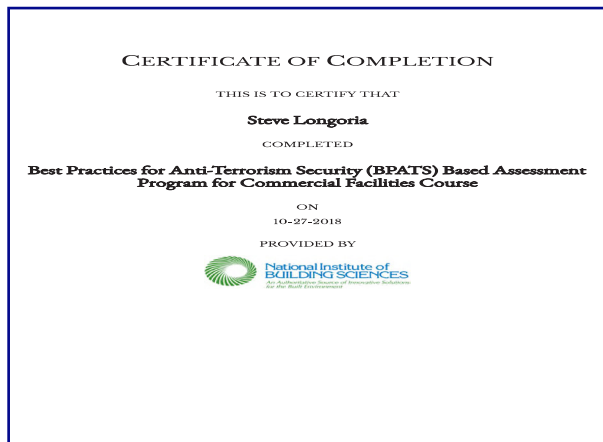 CERTIFICATE OF COMPLETION
THIS IS TO CERTIFY THAT
Steve Longoria
COMPLETED
Best Practices for Anti-Terrorism Security (BPATS) Based Assessment
Program for Commercial Facilities Course
ON
10-27-2018
PROVIDED BY
National Institute of
BUILDING SCIENCES
An Authoritative Source of Innovative Solutions
for the Built Environment